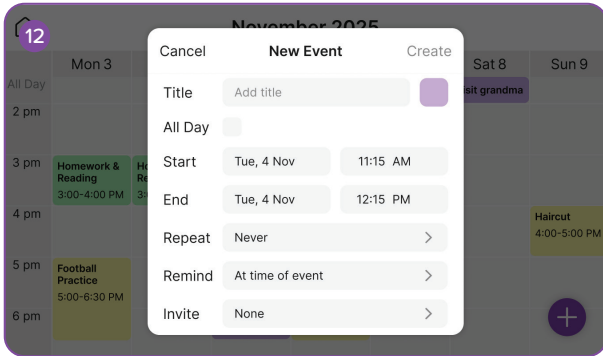 12
November 2025
Mon 3
Sat 8
Sun 9
All Day
isit grandma
2 pm
3 pm
4 pm
5 pm
6 pm
Homework &
Reading
3:00-4:00 PM
Football
Practice
5:00-6:30 PM
Haircut
4:00-5:00 PM
Cancel
New Event
Create
Title
Add title
All Day
Start
Tue, 4 Nov
11:15 AM
End
Tue, 4 Nov
12:15 PM
Repeat
Never
Remind
At time of event
Invite
None